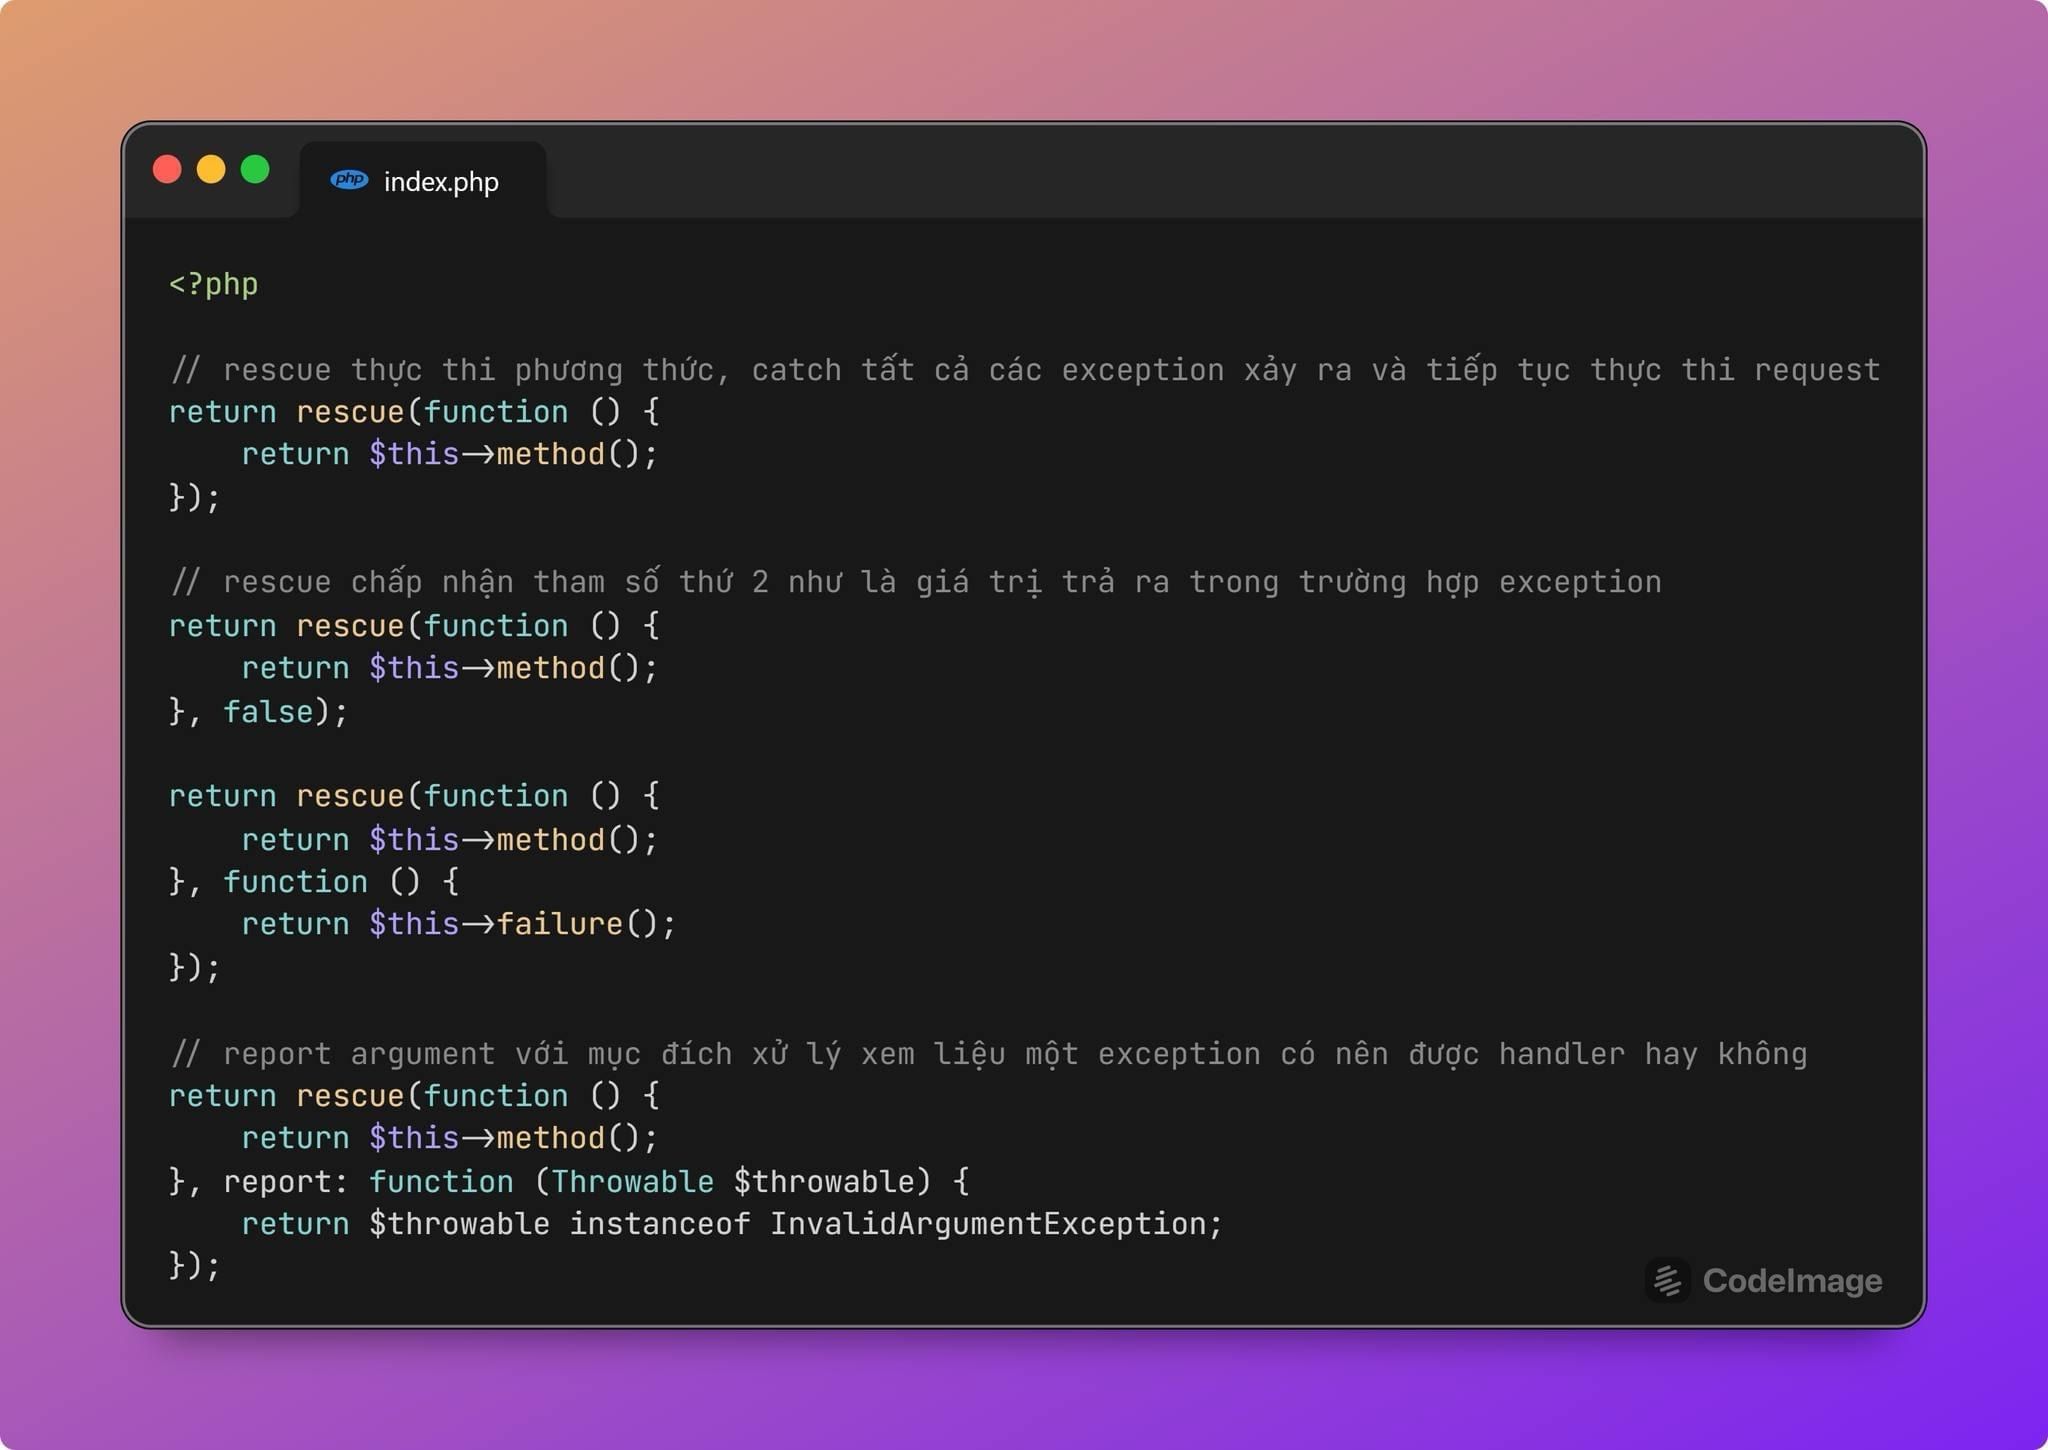 php index.php
<?php
// rescue thực thi phương thức, catch tất cả các exception xảy ra và tiếp tục thực thi request
return rescue(function () {
    return $this->method();
});
// rescue chấp nhận tham số thứ 2 như là giá trị trả ra trong trường hợp exception
return rescue(function () {
    return $this->method();
}, false);
return rescue(function () {
    return $this->method();
}, function () {
    return $this->failure();
});
// report argument với mục đích xử lý xem liệu một exception có nên được handler hay không
return rescue(function () {
    return $this->method();
}, report: function (Throwable $throwable) {
    return $throwable instanceof InvalidArgumentException;
});
CodeImage